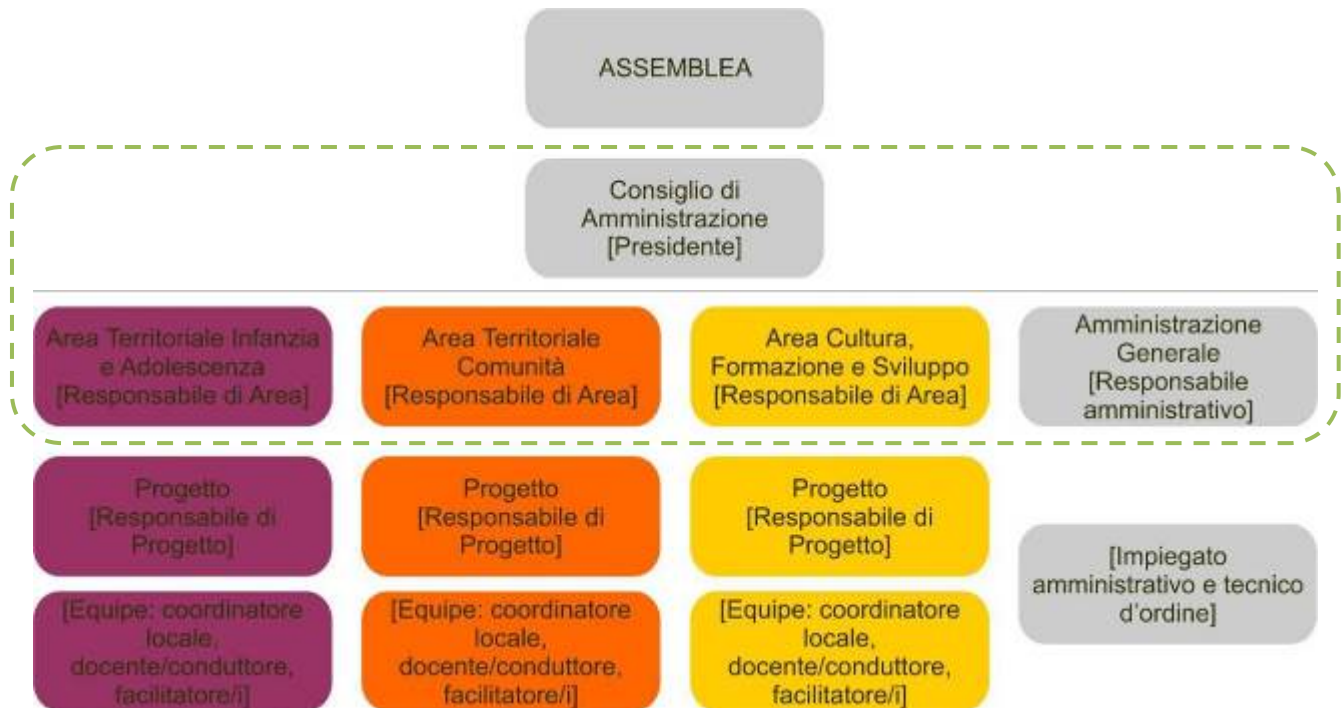 ASSEMBLEA
Consiglio di
Amministrazione
[Presidente]
Area Territoriale Infanzia
e Adolescenza
[Responsabile di Area]
Area Territoriale
Comunità
[Responsabile di Area]
Area Cultura,
Formazione e Sviluppo
[Responsabile di Area]
Amministrazione
Generale
[Responsabile
amministrativo]
Progetto
[Responsabile di
Progetto]
Progetto
[Responsabile di
Progetto]
Progetto
[Responsabile di
Progetto]
[Impiegato
amministrativo e tecnico
d'ordine]
[Equipe: coordinatore
locale,
docente/conduttore,
facilitatore/i]
[Equipe: coordinatore
locale,
docente/conduttore,
facilitatore/i]
[Equipe: coordinatore
locale,
docente/conduttore,
facilitatore/i]